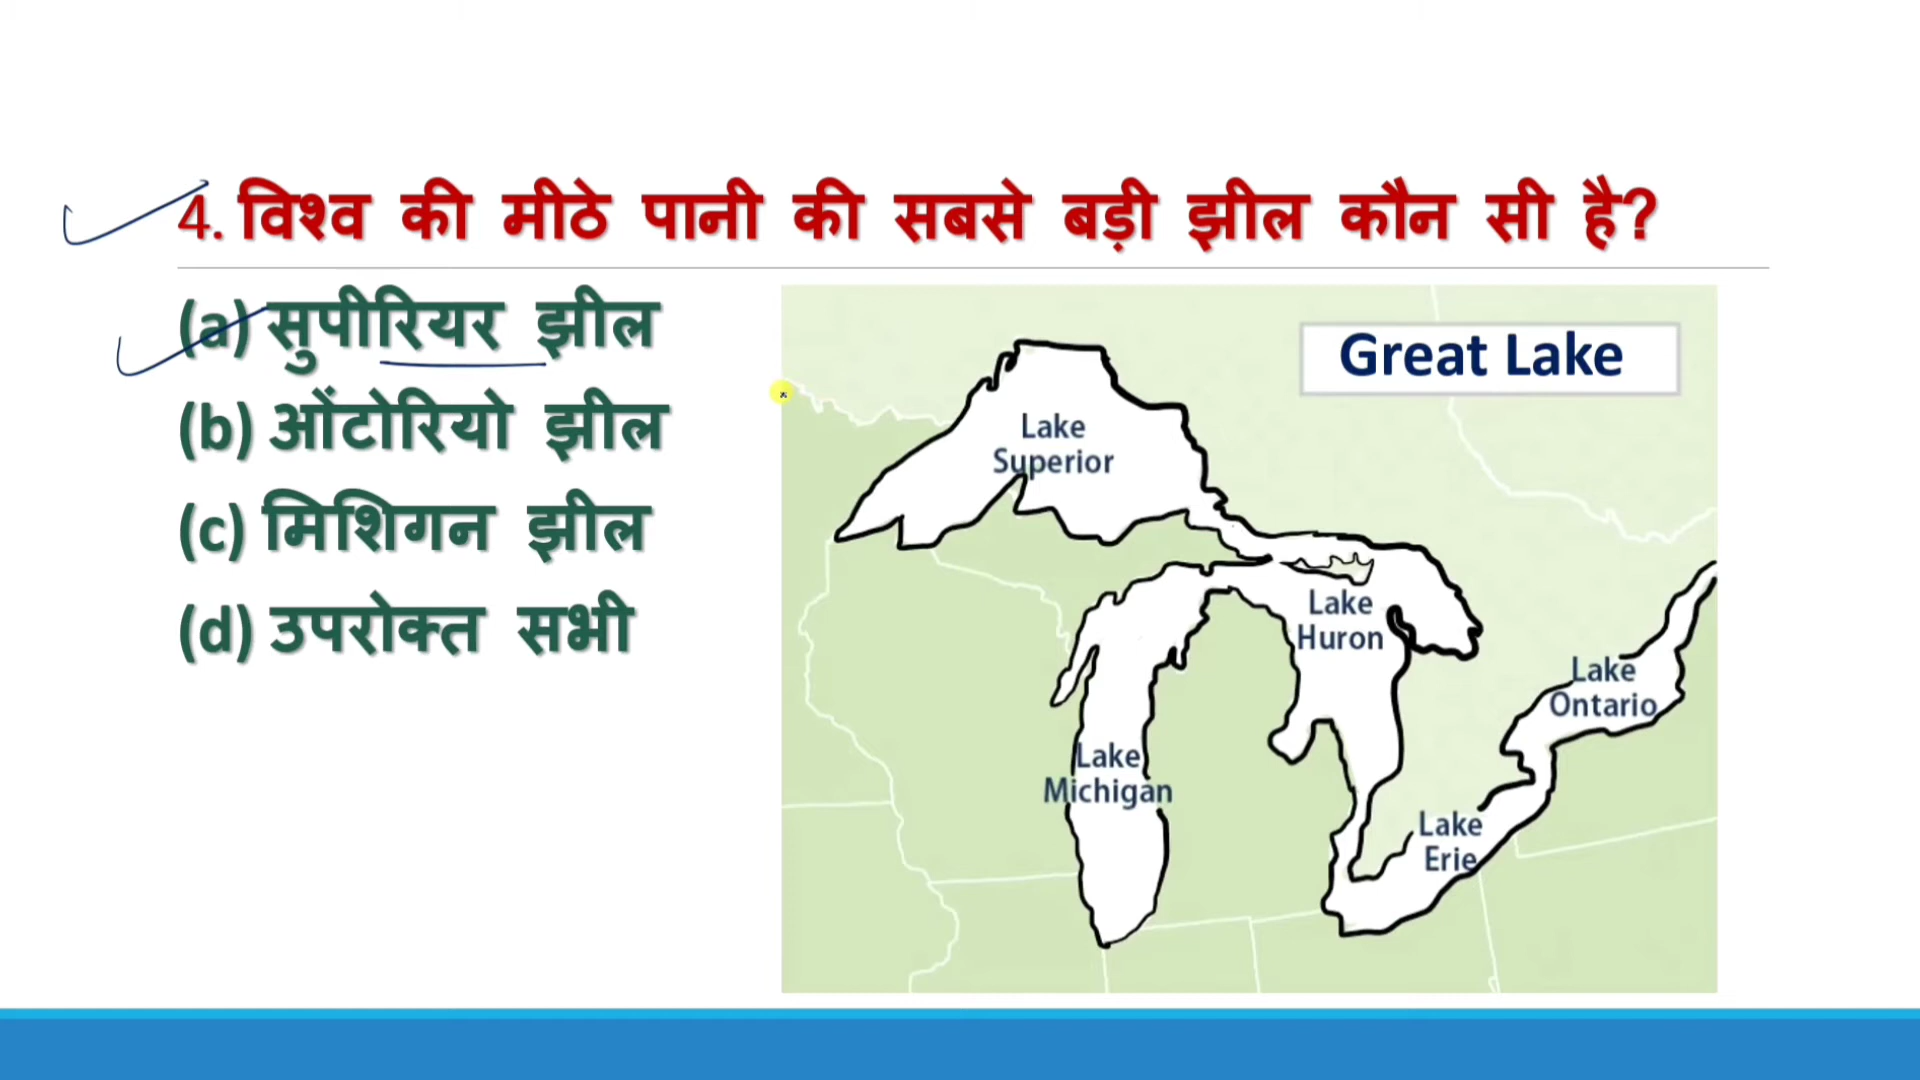 4. विश्व की मीठे पानी की सबसे बड़ी झील कौन सी है?
(a) सुपीरियर झील
(b) ओंटोरियो झील
(c) मिशिगन झील
(d) उपरोक्त सभी
Great Lake
Lake
Superior
Lake
Huron
Lake
Ontario
Lake
Michigan
Lake
Erie